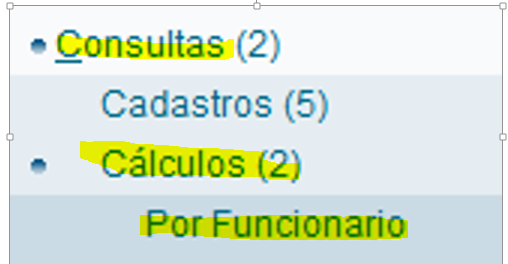 Consultas (2)
Cadastros (5)
Cálculos (2)
Por Funcionario